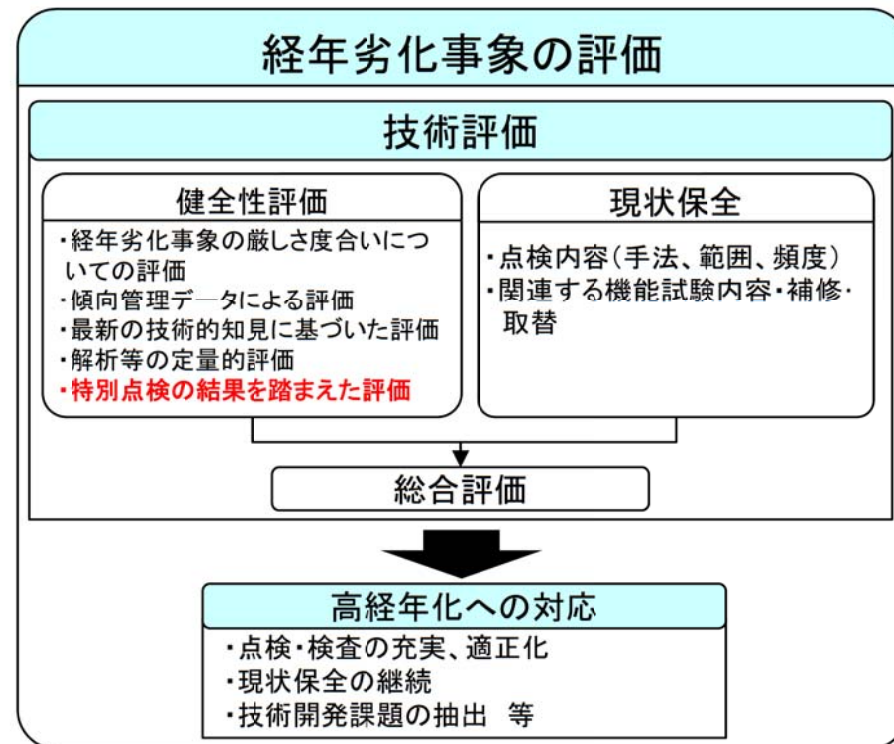 経年劣化事象の評価
技術評価
健全性評価
・経年劣化事象の厳しさ度合いにつ
いての評価
・傾向管理データによる評価
・最新の技術的知見に基づいた評価
・解析等の定量的評価
・特別点検の結果を踏まえた評価
現状保全
・点検内容(手法、範囲、頻度)
・関連する機能試験内容・補修・
取替
総合評価
高経年化への対応
・点検・検査の充実、適正化
・現状保全の継続
・技術開発課題の抽出 等